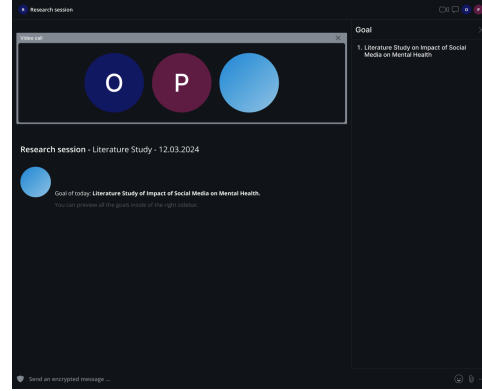 R Research session
O P
Video call
O P
Research session - Literature Study - 12.03.2024
Goal of today: Literature Study of Impact of Social Media on Mental Health.
You can preview all the goals inside of the right sidebar.
Send an encrypted message ...
Goal
1. Literature Study on Impact of Social
Media on Mental Health